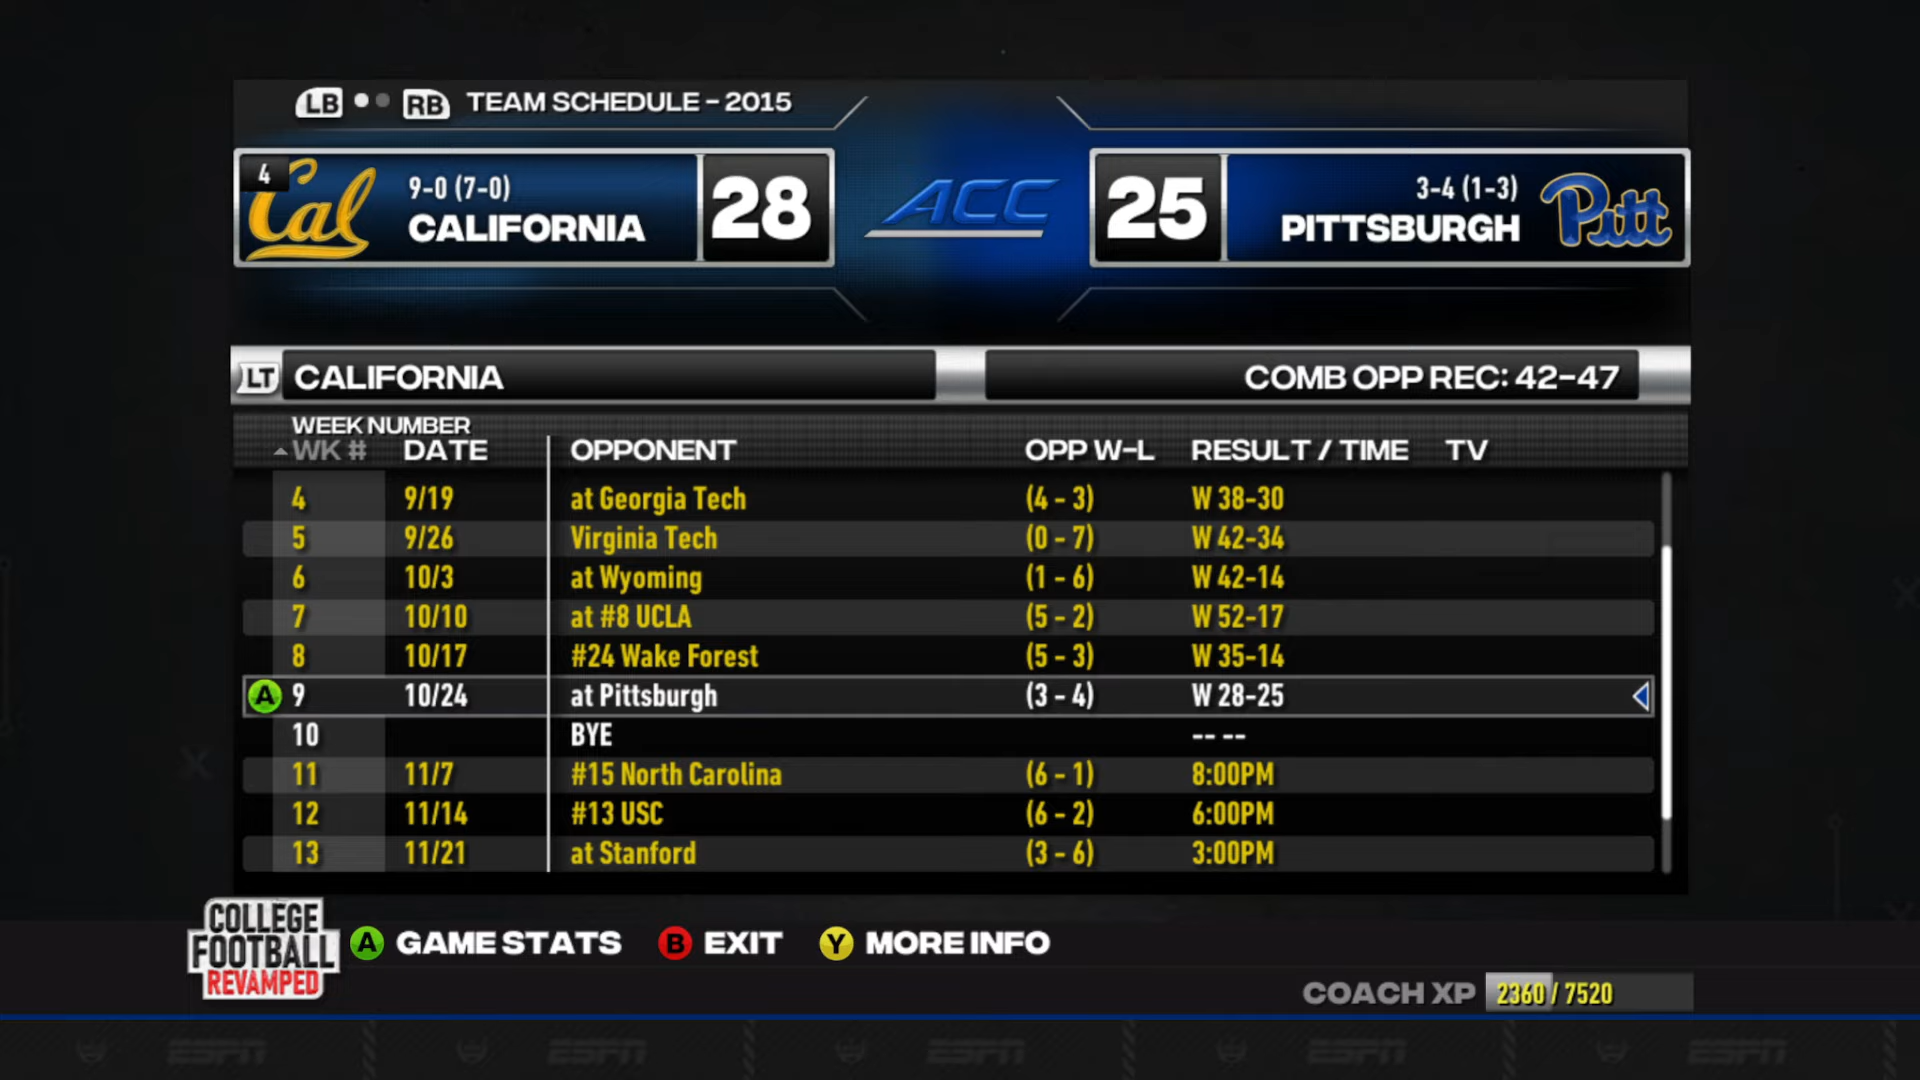 LB RB TEAM SCHEDULE - 2015
4 Cal 9-0 (7-0) CALIFORNIA 28 ACC 25 3-4 (1-3) PITTSBURGH Pitt
LT CALIFORNIA COMB OPP REC: 42-47
WEEK NUMBER
WK # DATE OPPONENT OPP W-L RESULT / TIME TV
4 9/19 at Georgia Tech (4 - 3) W 38-30
5 9/26 Virginia Tech (0 - 7) W 42-34
6 10/3 at Wyoming (1 - 6) W 42-14
7 10/10 at #8 UCLA (5 - 2) W 52-17
8 10/17 #24 Wake Forest (5 - 3) W 35-14
A 9 10/24 at Pittsburgh (3 - 4) W 28-25
10 BYE -- --
11 11/7 #15 North Carolina (6 - 1) 8:00PM
12 11/14 #13 USC (6 - 2) 6:00PM
13 11/21 at Stanford (3 - 6) 3:00PM
COLLEGE
FOOTBALL
REVAMPED
A GAME STATS B EXIT Y MORE INFO
COACH XP 2360 / 7520
ESPN ESPN ESPN ESPN ESPN